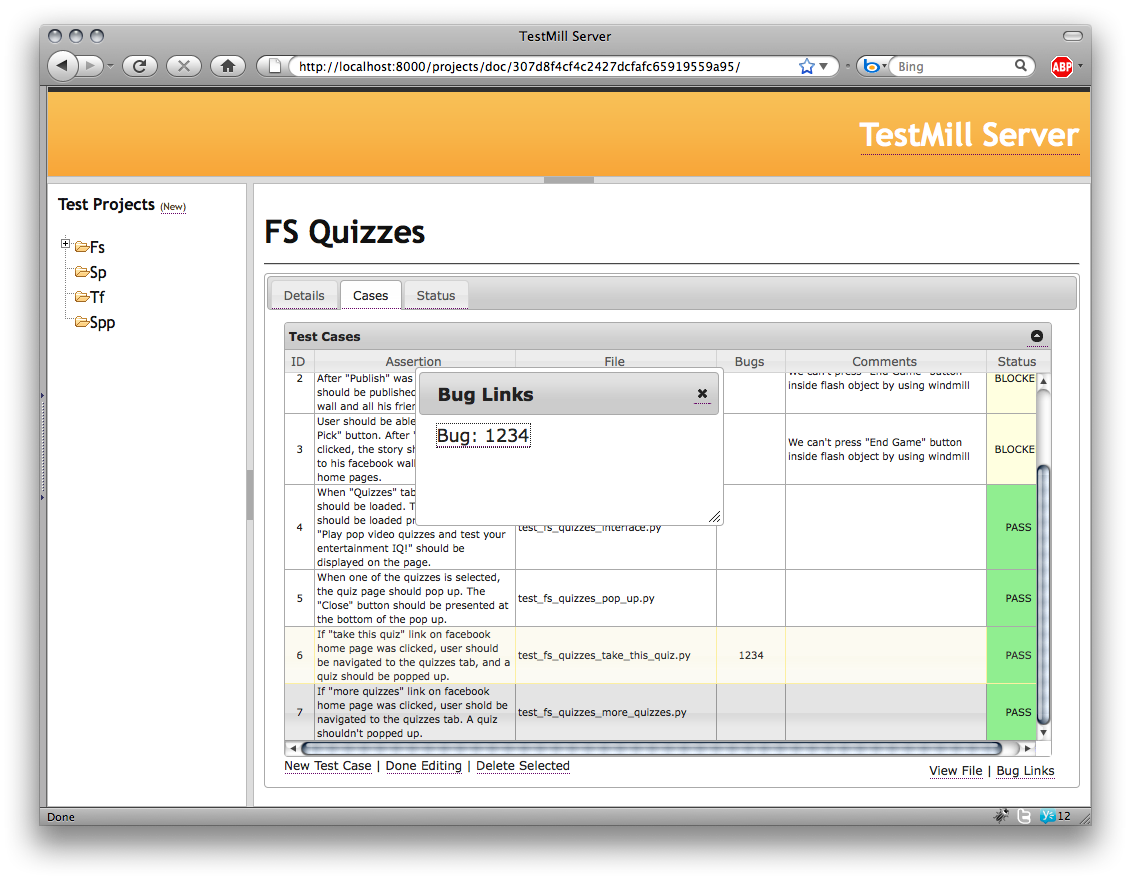 TestMill Server
http://localhost:8000/projects/doc/307d8f4cf4c2427dcfafc65919559a95/
Bing
ABP
TestMill Server
Test Projects (New)
Fs
Sp
Tf
Spp
FS Quizzes
Details
Cases
Status
Test Cases
ID Assertion File Bugs Comments Status
2
After "Publish" was
should be published
wall and all his frien
We can't press "End Game" button
inside flash object by using windmill
BLOCKE
3
User should be able
Pick" button. After "
clicked, the story sh
to his facebook wal
home pages.
We can't press "End Game" button
inside flash object by using windmill
BLOCKE
4
When "Quizzes" tab
should be loaded. T
should be loaded pr
"Play pop video quizzes and test your
entertainment IQ!" should be
displayed on the page.
test_fs_quizzes_interface.py
PASS
5
When one of the quizzes is selected,
the quiz page should pop up. The
"Close" button should be presented at
the bottom of the pop up.
test_fs_quizzes_pop_up.py
PASS
6
If "take this quiz" link on facebook
home page was clicked, user should
be navigated to the quizzes tab, and a
quiz should be popped up.
test_fs_quizzes_take_this_quiz.py
1234
PASS
7
If "more quizzes" link on facebook
home page was clicked, user shold be
navigated to the quizzes tab. A quiz
shouldn't popped up.
test_fs_quizzes_more_quizzes.py
PASS
Bug Links
Bug: 1234
New Test Case | Done Editing | Delete Selected
View File | Bug Links
Done
12